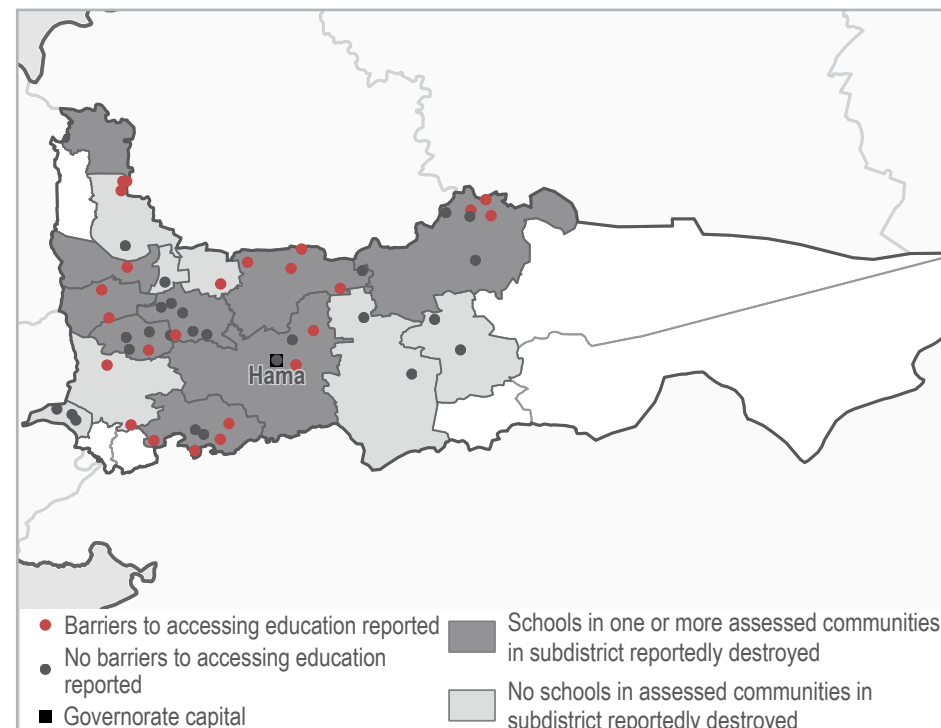 Hama
Barriers to accessing education reported
No barriers to accessing education
reported
Governorate capital
Schools in one or more assessed communities
in subdistrict reportedly destroyed
No schools in assessed communities in
subdistrict reportedly destroyed